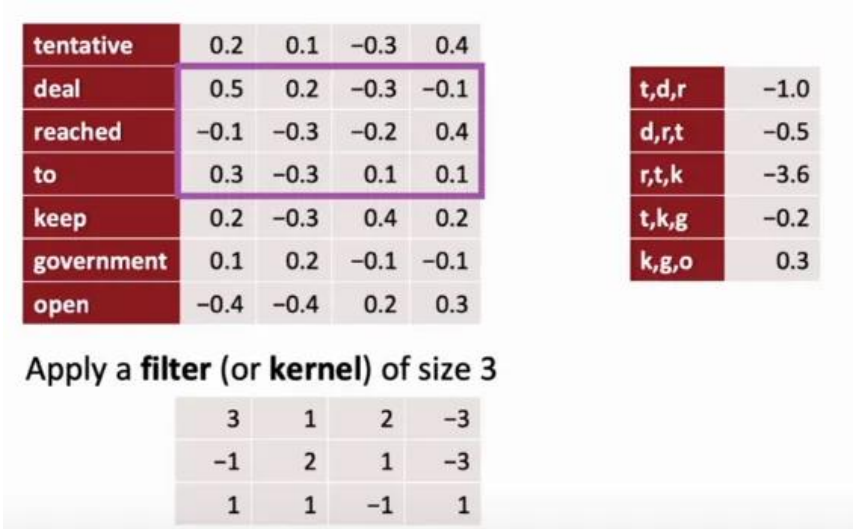 tentative 0.2 0.1 −0.3 0.4
deal 0.5 0.2 −0.3 −0.1
reached −0.1 −0.3 −0.2 0.4
to 0.3 −0.3 0.1 0.1
keep 0.2 −0.3 0.4 0.2
government 0.1 0.2 −0.1 −0.1
open −0.4 −0.4 0.2 0.3
t,d,r −1.0
d,r,t −0.5
r,t,k −3.6
t,k,g −0.2
k,g,o 0.3
Apply a filter (or kernel) of size 3
3 1 2 −3
−1 2 1 −3
1 1 −1 1